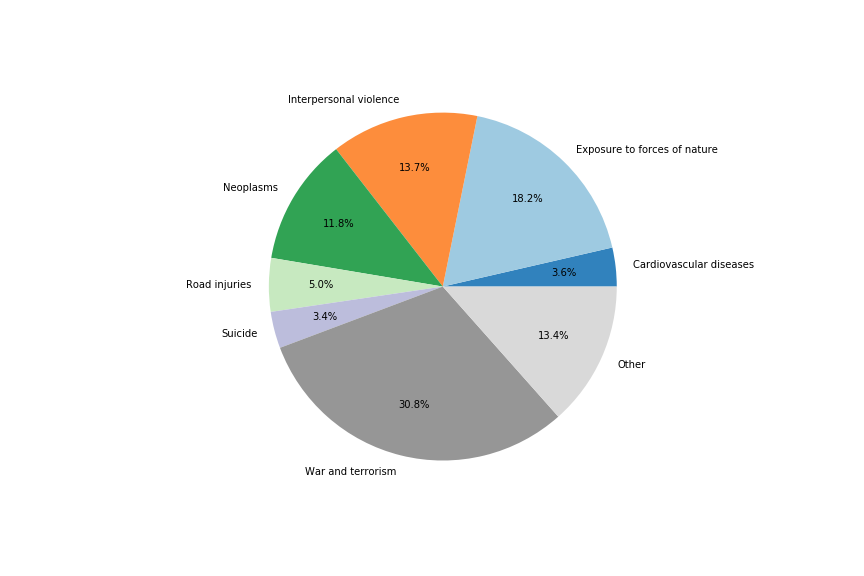 Interpersonal violence
13.7%
Exposure to forces of nature
18.2%
Neoplasms
11.8%
Cardiovascular diseases
3.6%
Road injuries
5.0%
Suicide
3.4%
Other
13.4%
War and terrorism
30.8%